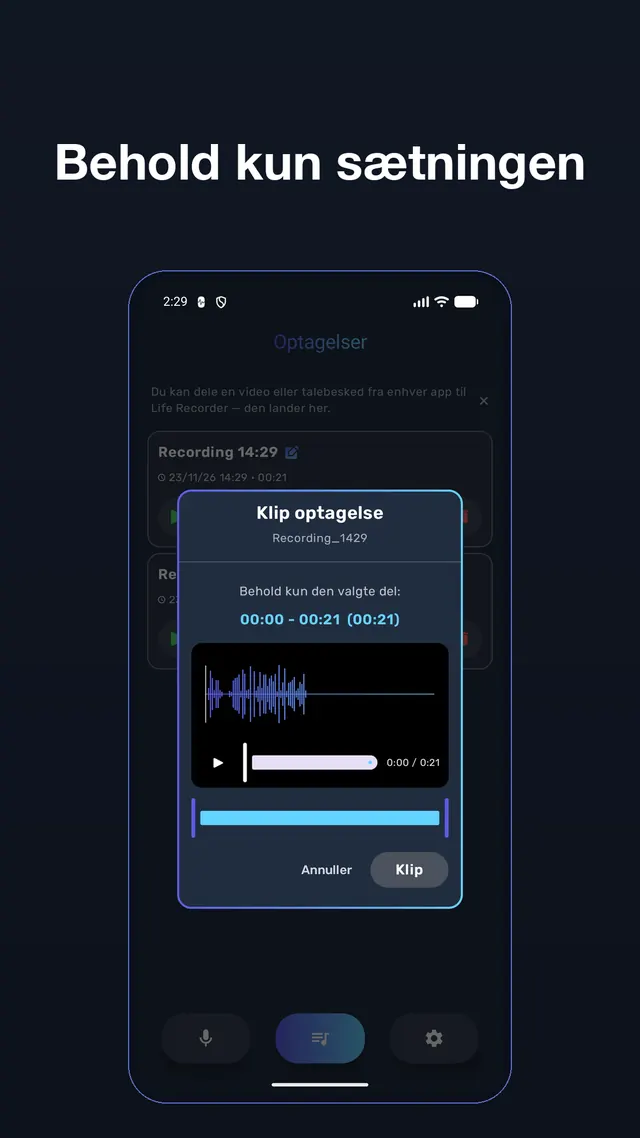 Behold kun sætningen
2:29
Optagelser
Du kan dele en video eller talebesked fra enhver app til
Life Recorder — den lander her.
Recording 14:29
23/11/26 14:29 • 00:21
Klip optagelse
Recording_1429
Re
23
Behold kun den valgte del:
00:00 - 00:21 (00:21)
0:00 / 0:21
Annuller
Klip